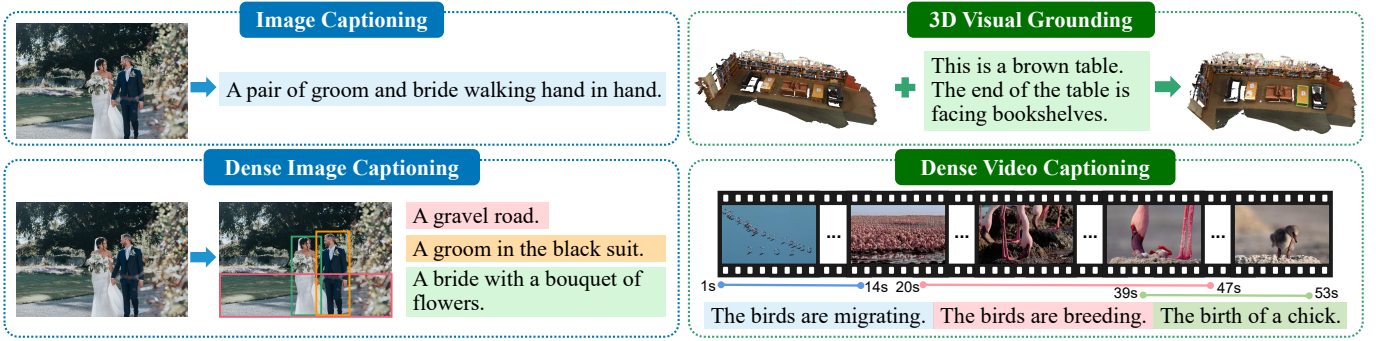 Image Captioning
A pair of groom and bride walking hand in hand.
3D Visual Grounding
This is a brown table.
The end of the table is
facing bookshelves.
Dense Image Captioning
A gravel road.
A groom in the black suit.
A bride with a bouquet of
flowers.
Dense Video Captioning
... ... ... ...
1s 14s 20s 47s
39s 53s
The birds are migrating. The birds are breeding. The birth of a chick.